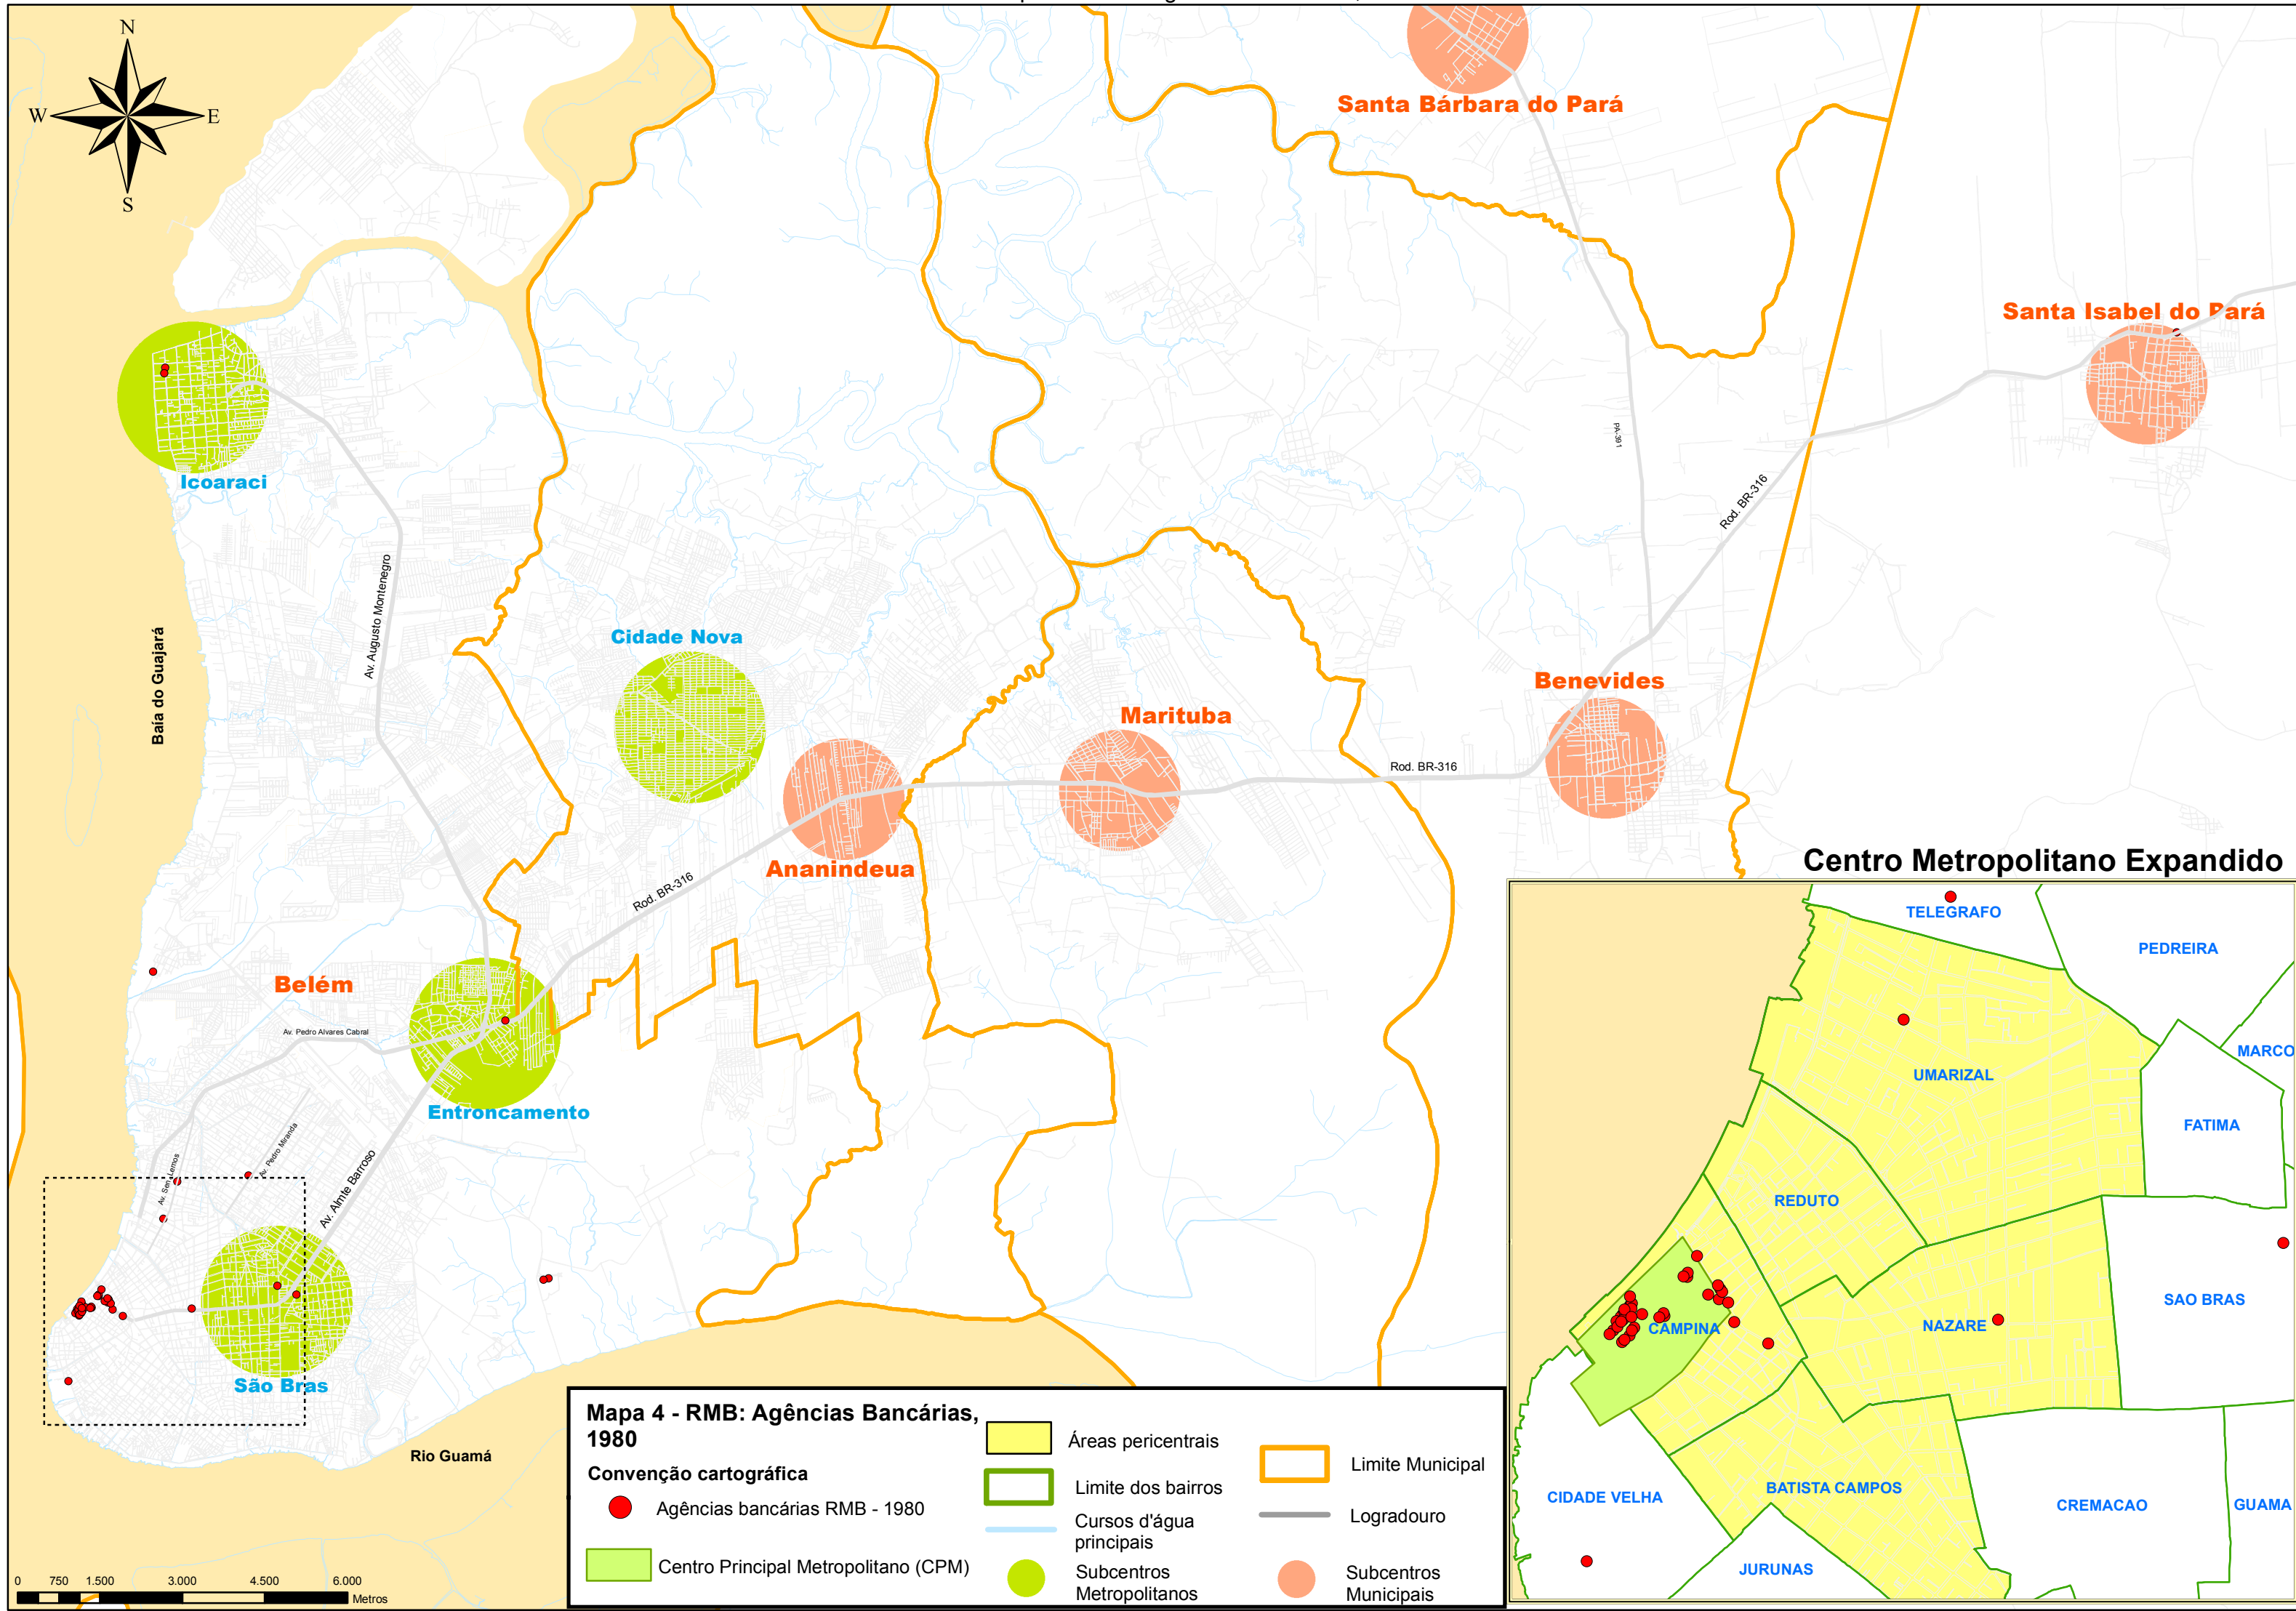 N
W
E
S
Santa Bárbara do Pará
Santa Isabel do Pará
Icoaraci
PA-391
Rod. BR-316
Av. Augusto Montenegro
Baía do Guajará
Cidade Nova
Benevides
Marituba
Rod. BR-316
Ananindeua
Rod. BR-316
Belém
Av. Pedro Alvares Cabral
Entroncamento
Av. Pedro Miranda
Av. Sen. Lemos
Av. Almte Barroso
São Bras
Rio Guamá
Centro Metropolitano Expandido
TELEGRAFO
PEDREIRA
MARCO
UMARIZAL
FATIMA
REDUTO
SAO BRAS
NAZARE
CAMPINA
BATISTA CAMPOS
CIDADE VELHA
CREMACAO
GUAMA
JURUNAS
Mapa 4 - RMB: Agências Bancárias,
1980
Convenção cartográfica
Agências bancárias RMB - 1980
Centro Principal Metropolitano (CPM)
Áreas pericentrais
Limite dos bairros
Cursos d'água
principais
Subcentros
Metropolitanos
Limite Municipal
Logradouro
Subcentros
Municipais
0 750 1.500 3.000 4.500 6.000
Metros